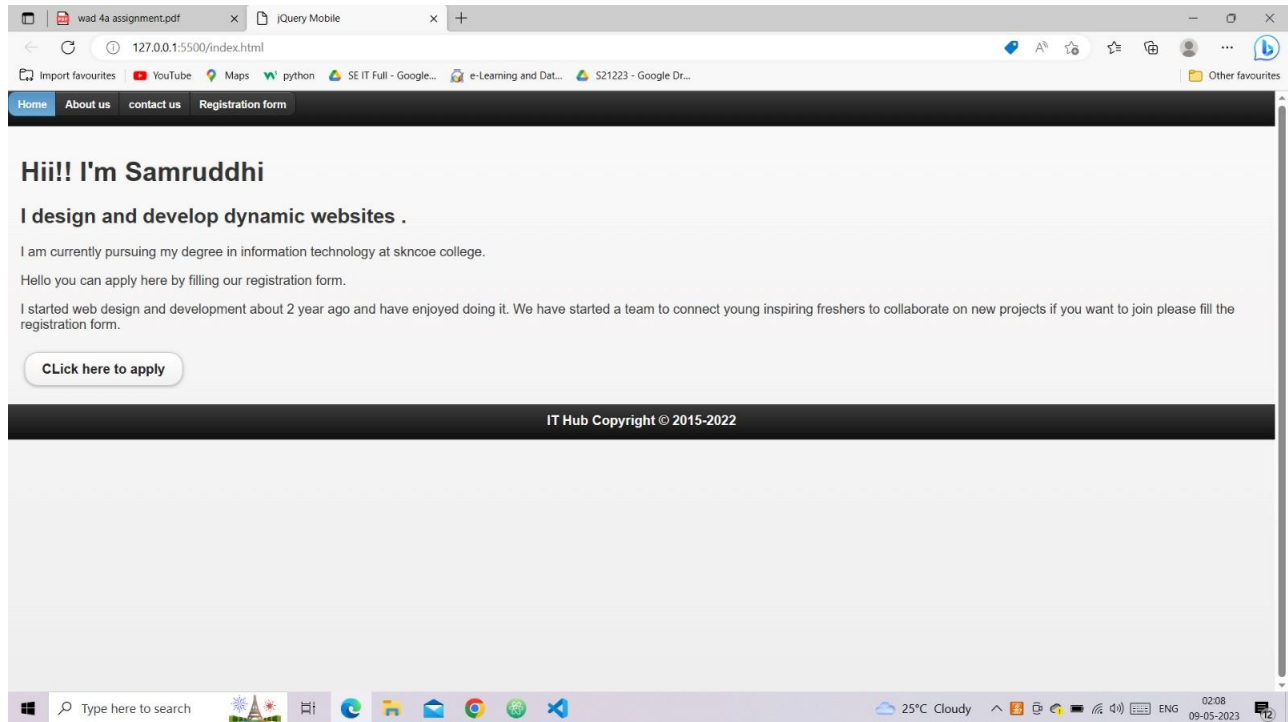 wad 4a assignment.pdf
jQuery Mobile
127.0.0.1:5500/index.html
Import favourites YouTube Maps python SE IT Full - Google... e-Learning and Dat... S21223 - Google Dr... Other favourites
Home About us contact us Registration form
Hii!! I'm Samruddhi
I design and develop dynamic websites .
I am currently pursuing my degree in information technology at skncoe college.
Hello you can apply here by filling our registration form.
I started web design and development about 2 year ago and have enjoyed doing it. We have started a team to connect young inspiring freshers to collaborate on new projects if you want to join please fill the
registration form.
CLick here to apply
IT Hub Copyright © 2015-2022
Type here to search
25°C Cloudy
ENG
02:08
09-05-2023